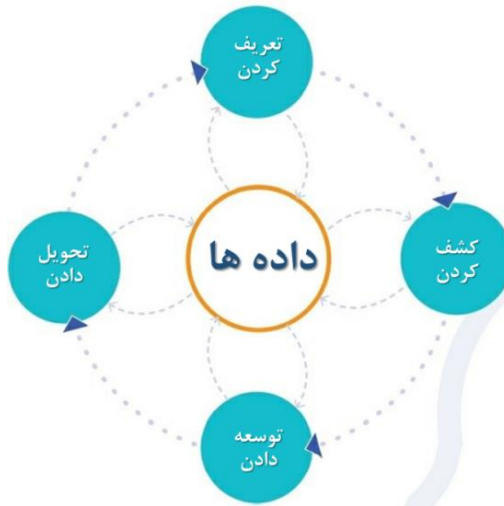 تعریف
کردن
کشف
کردن
داده ها
تحویل
دادن
توسعه
دادن